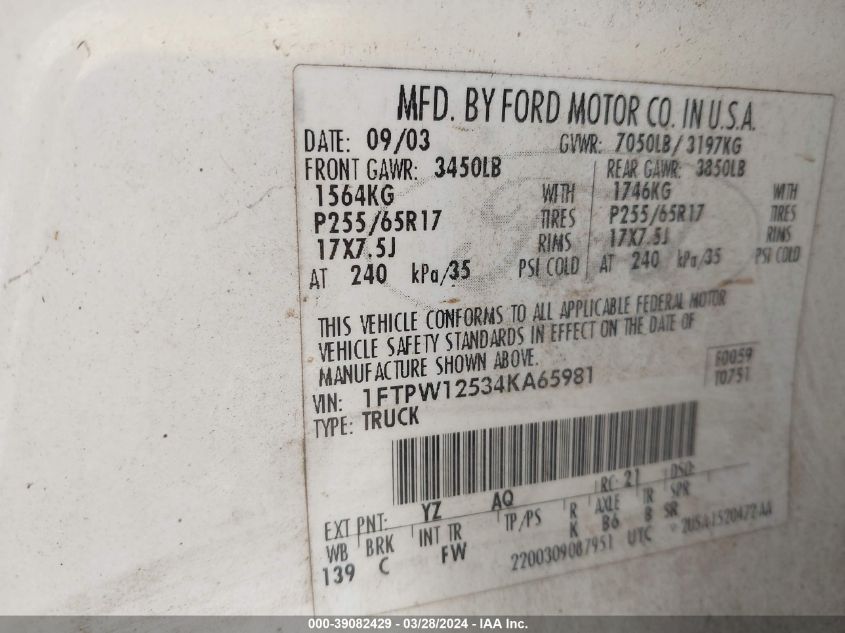 MFD. BY FORD MOTOR CO. IN U.S.A.
DATE: 09/03 GVWR: 7050LB/3197KG
FRONT GAWR: 3450LB REAR GAWR: 3850LB
1564KG WITH 1746KG WITH
P255/65R17 TIRES P255/65R17 TIRES
17X7.5J RIMS 17X7.5J RIMS
AT 240 kPa/35 PSI COLD AT 240 kPa/35 PSI COLD
THIS VEHICLE CONFORMS TO ALL APPLICABLE FEDERAL MOTOR
VEHICLE SAFETY STANDARDS IN EFFECT ON THE DATE OF
MANUFACTURE SHOWN ABOVE.
VIN: 1FTPW12534KA65981 F0059
TYPE: TRUCK T0751
EXT PNT: YZ AQ RC: 21 DSO:
WB BRK INT TR TP/PS R AXLE TR SPR
139 C FW K B6 B SR
2200309087951 UTC
000-39082429 - 03/28/2024 - IAA Inc.